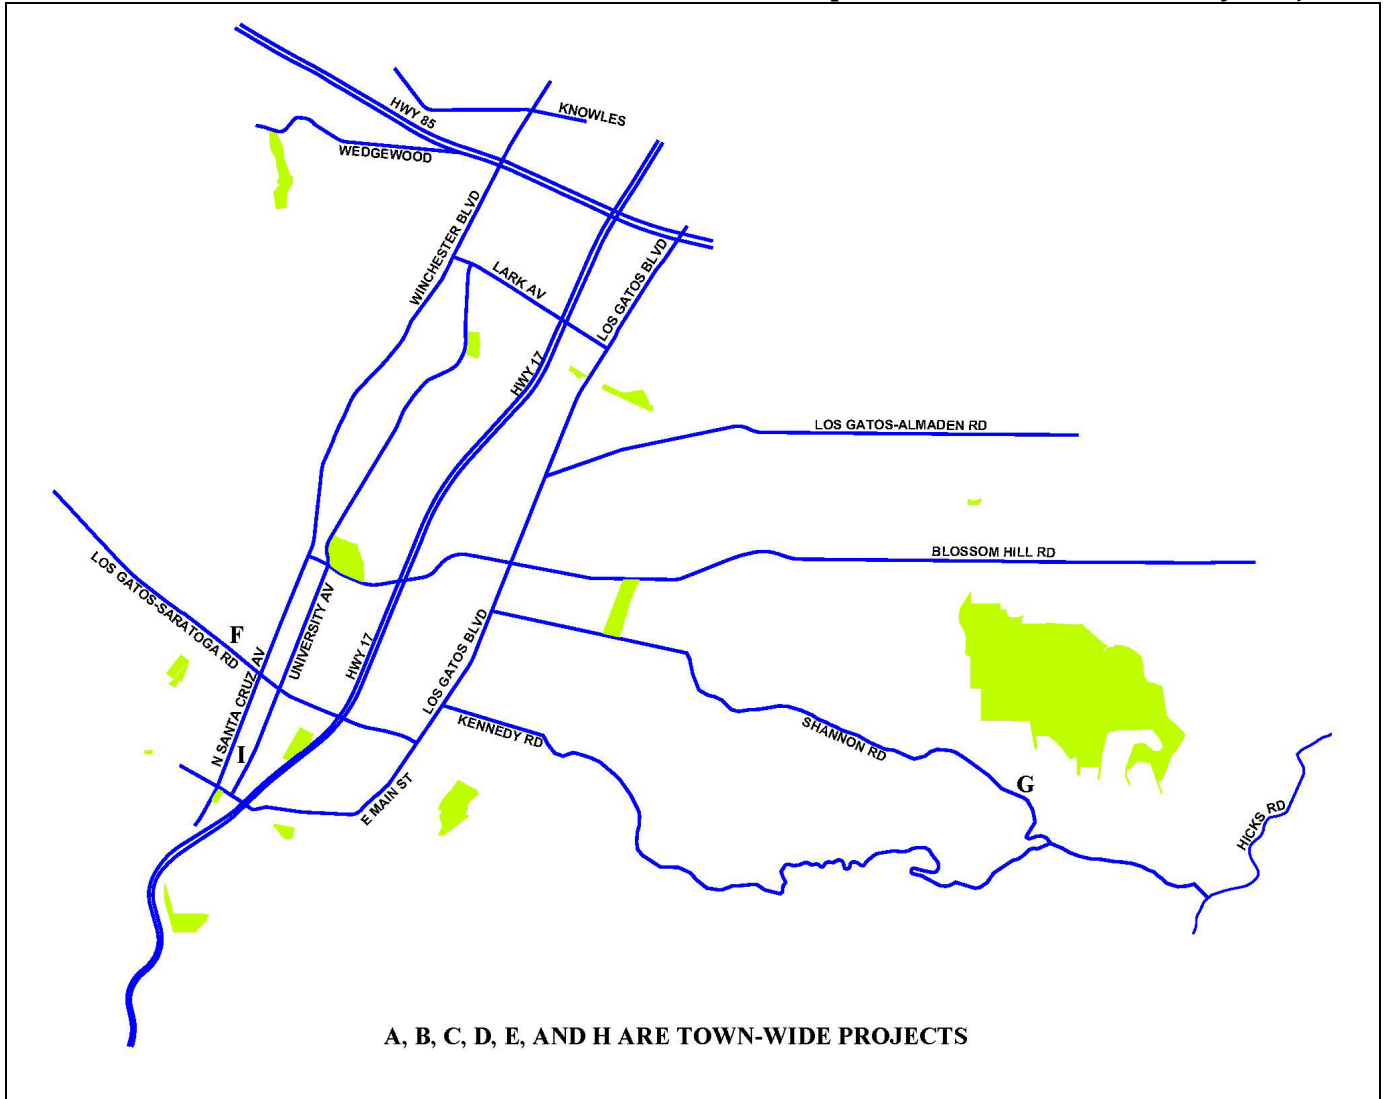 KNOWLES
HWY 85
WEDGEWOOD
WINCHESTER BLVD
LARK AV
LOS GATOS BLVD
HWY 17
LOS GATOS-ALMADEN RD
BLOSSOM HILL RD
LOS GATOS-SARATOGA RD
F
UNIVERSITY AV
HWY 17
LOS GATOS BLVD
N SANTA CRUZ AV
KENNEDY RD
SHANNON RD
I
G
E MAIN ST
HICKS RD
A, B, C, D, E, AND H ARE TOWN-WIDE PROJECTS